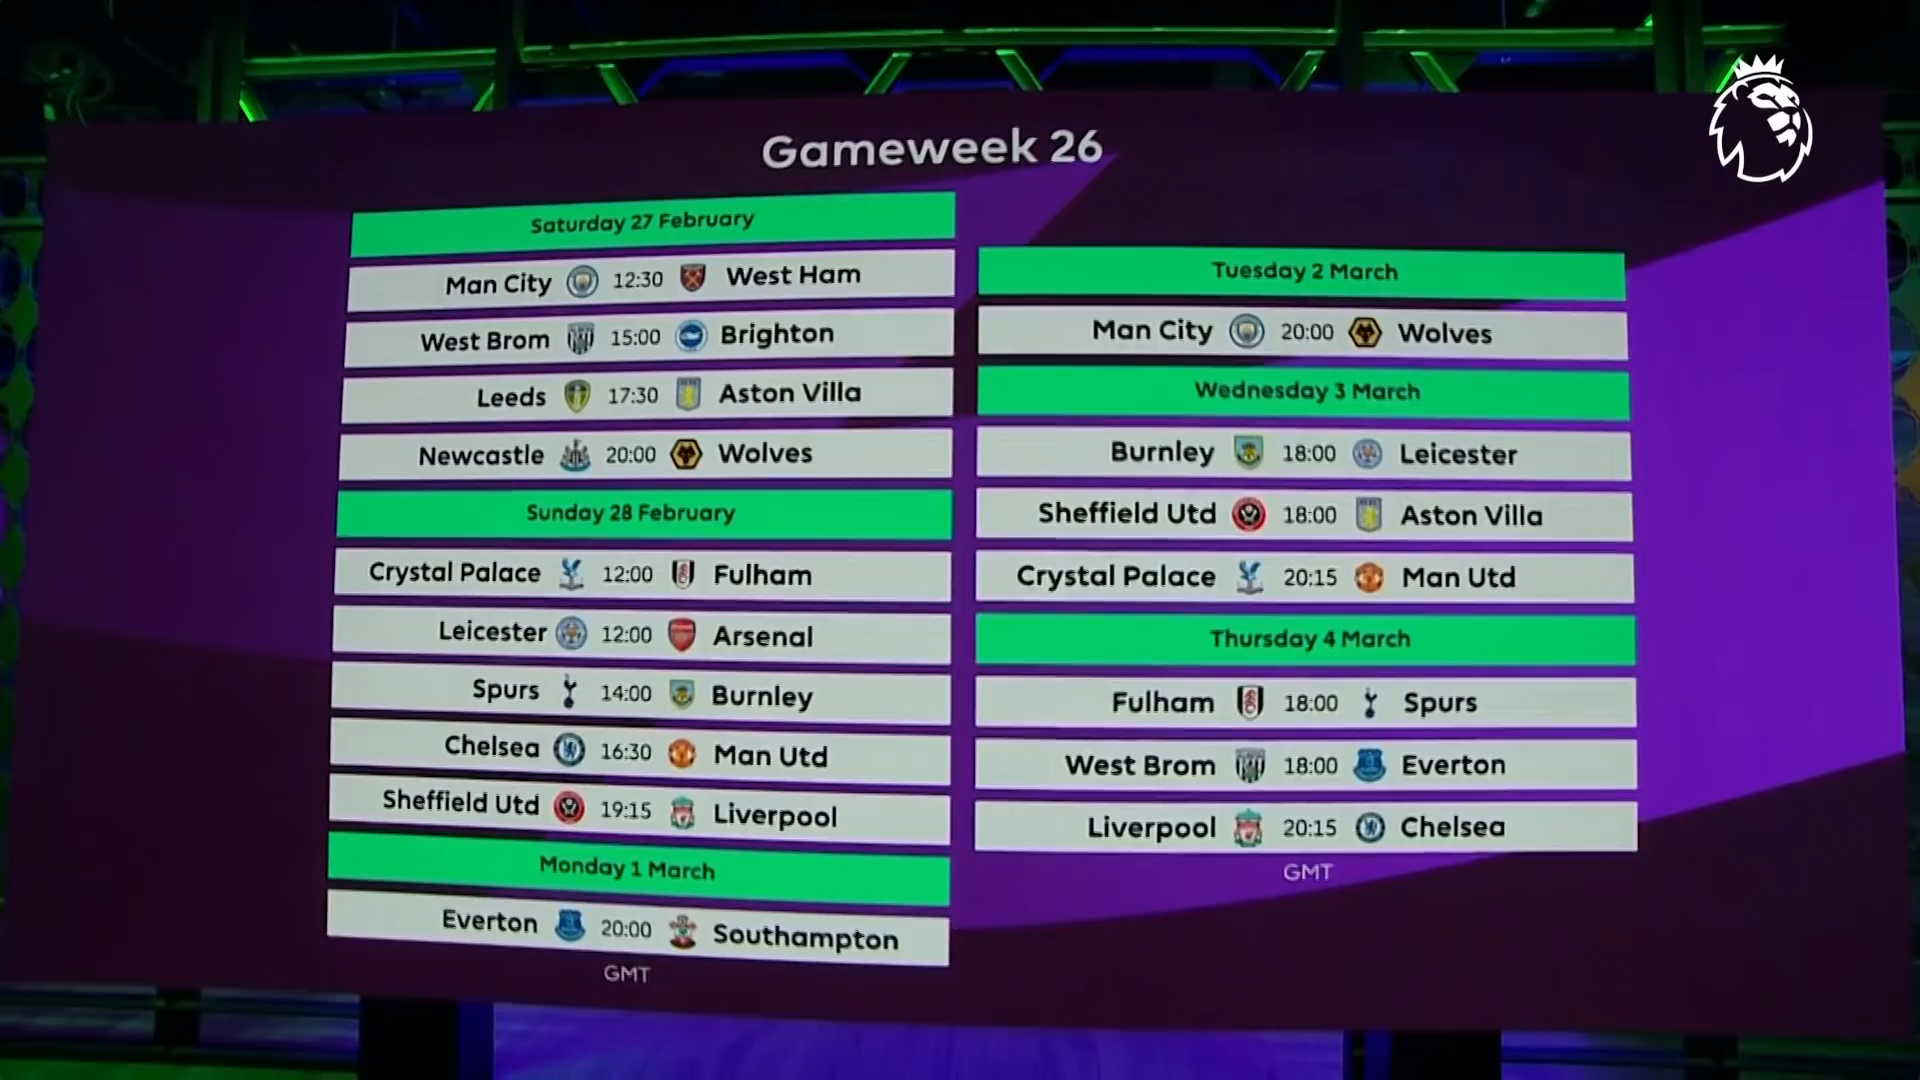 Gameweek 26
Saturday 27 February
Man City 12:30 West Ham
West Brom 15:00 Brighton
Leeds 17:30 Aston Villa
Newcastle 20:00 Wolves
Sunday 28 February
Crystal Palace 12:00 Fulham
Leicester 12:00 Arsenal
Spurs 14:00 Burnley
Chelsea 16:30 Man Utd
Sheffield Utd 19:15 Liverpool
Monday 1 March
Everton 20:00 Southampton
GMT
Tuesday 2 March
Man City 20:00 Wolves
Wednesday 3 March
Burnley 18:00 Leicester
Sheffield Utd 18:00 Aston Villa
Crystal Palace 20:15 Man Utd
Thursday 4 March
Fulham 18:00 Spurs
West Brom 18:00 Everton
Liverpool 20:15 Chelsea
GMT